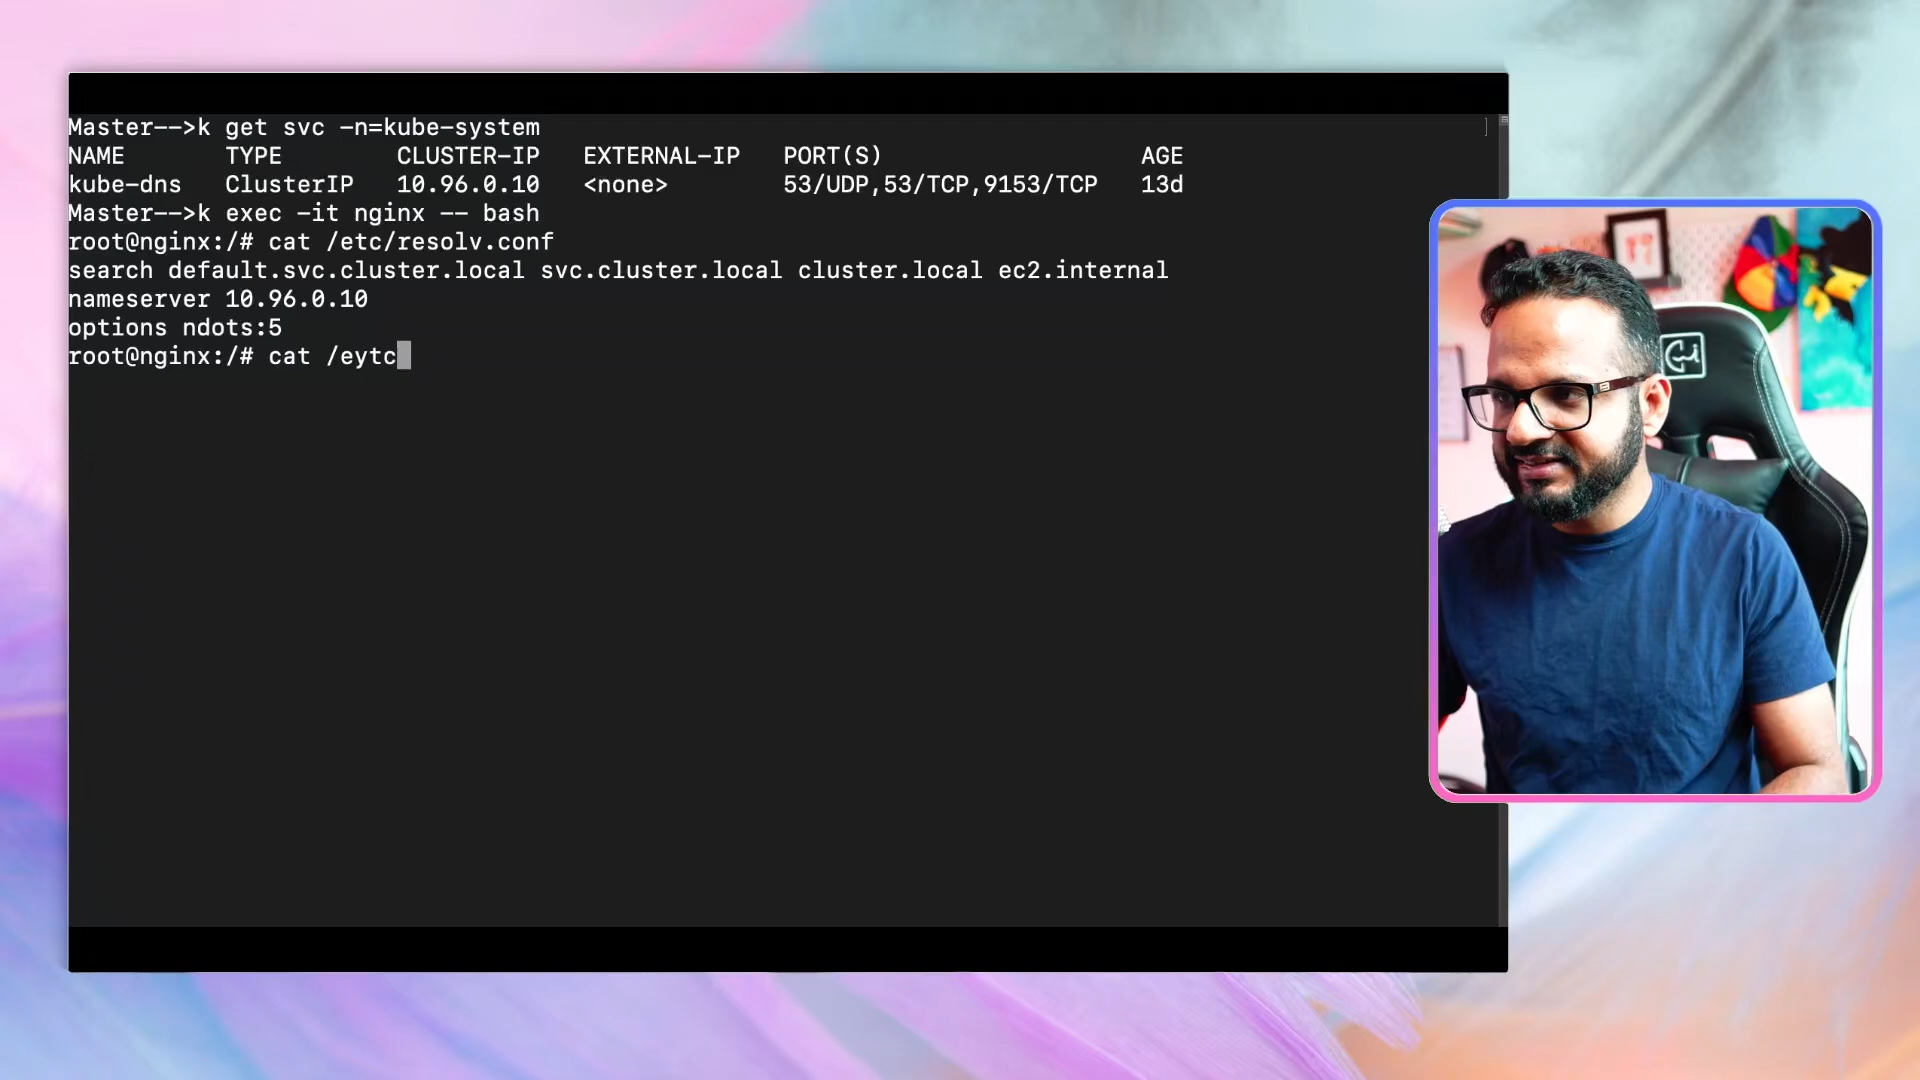 Master-->k get svc -n=kube-system
NAME TYPE CLUSTER-IP EXTERNAL-IP PORT(S) AGE
kube-dns ClusterIP 10.96.0.10 <none> 53/UDP,53/TCP,9153/TCP 13d
Master-->k exec -it nginx -- bash
root@nginx:/# cat /etc/resolv.conf
search default.svc.cluster.local svc.cluster.local cluster.local ec2.internal
nameserver 10.96.0.10
options ndots:5
root@nginx:/# cat /eytc